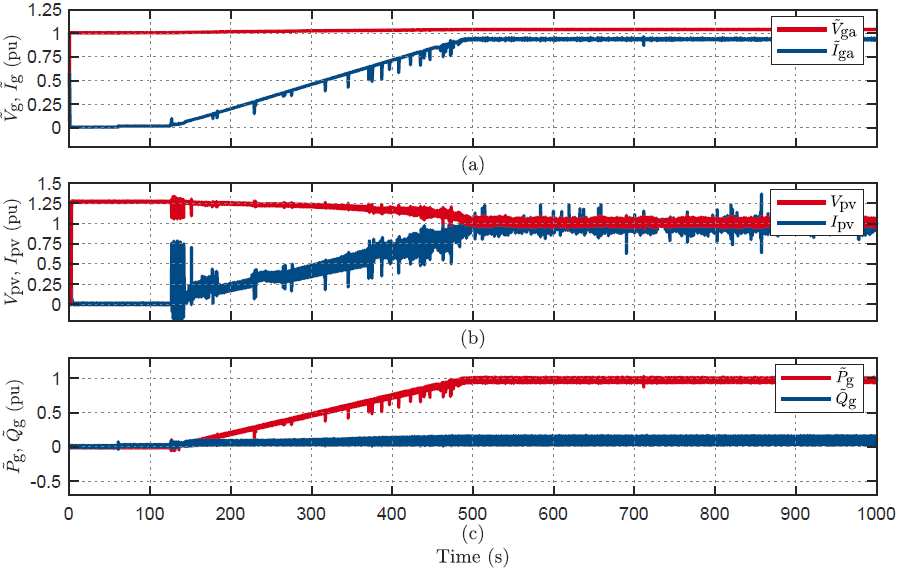 1.25
1
0.75
0.5
0.25
0
Ṽga
Ĩga
Ṽg, Ĩg (pu)
(a)
1.5
1.25
1
0.75
0.5
0.25
0
Vpv
Ipv
Vpv, Ipv (pu)
(b)
1
0.5
0
-0.5
P̃g
Q̃g
P̃g, Q̃g (pu)
0 100 200 300 400 500 600 700 800 900 1000
(c)
Time (s)